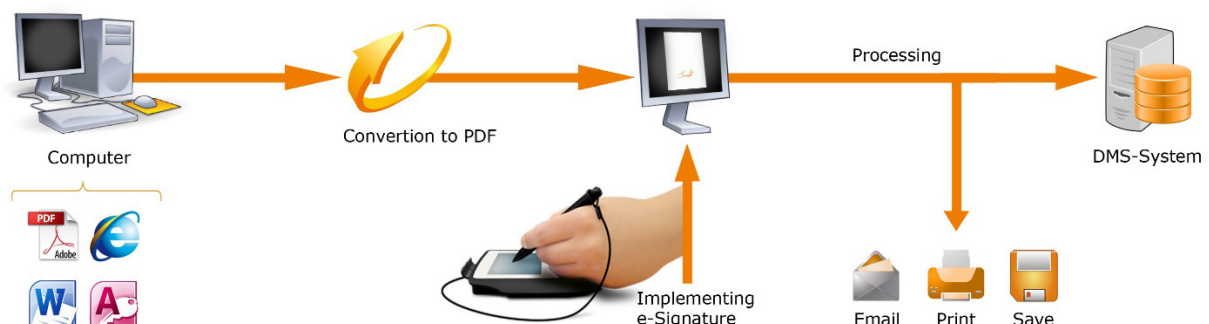 Processing
Convertion to PDF
Computer
DMS-System
PDF
Adobe
W
A
Implementing
e-Signature
Email
Print
Save